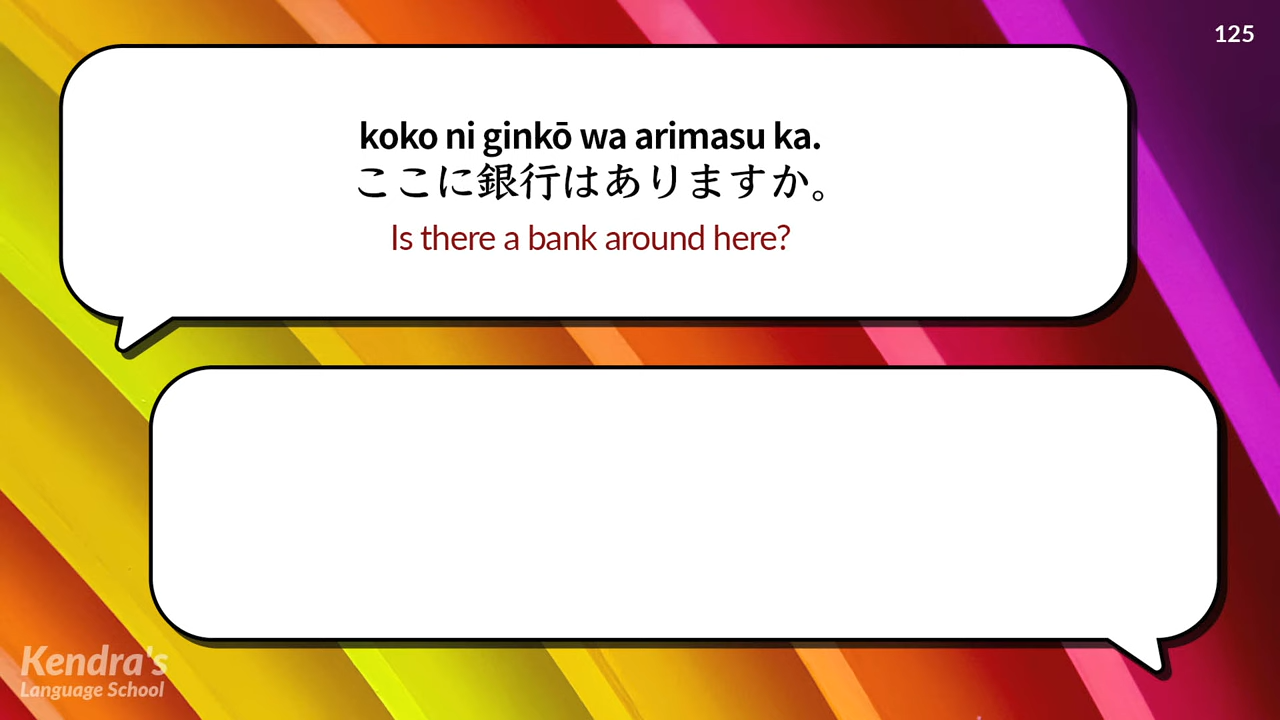 125
koko ni ginkō wa arimasu ka.
ここに銀行はありますか。
Is there a bank around here?
Kendra's
Language School